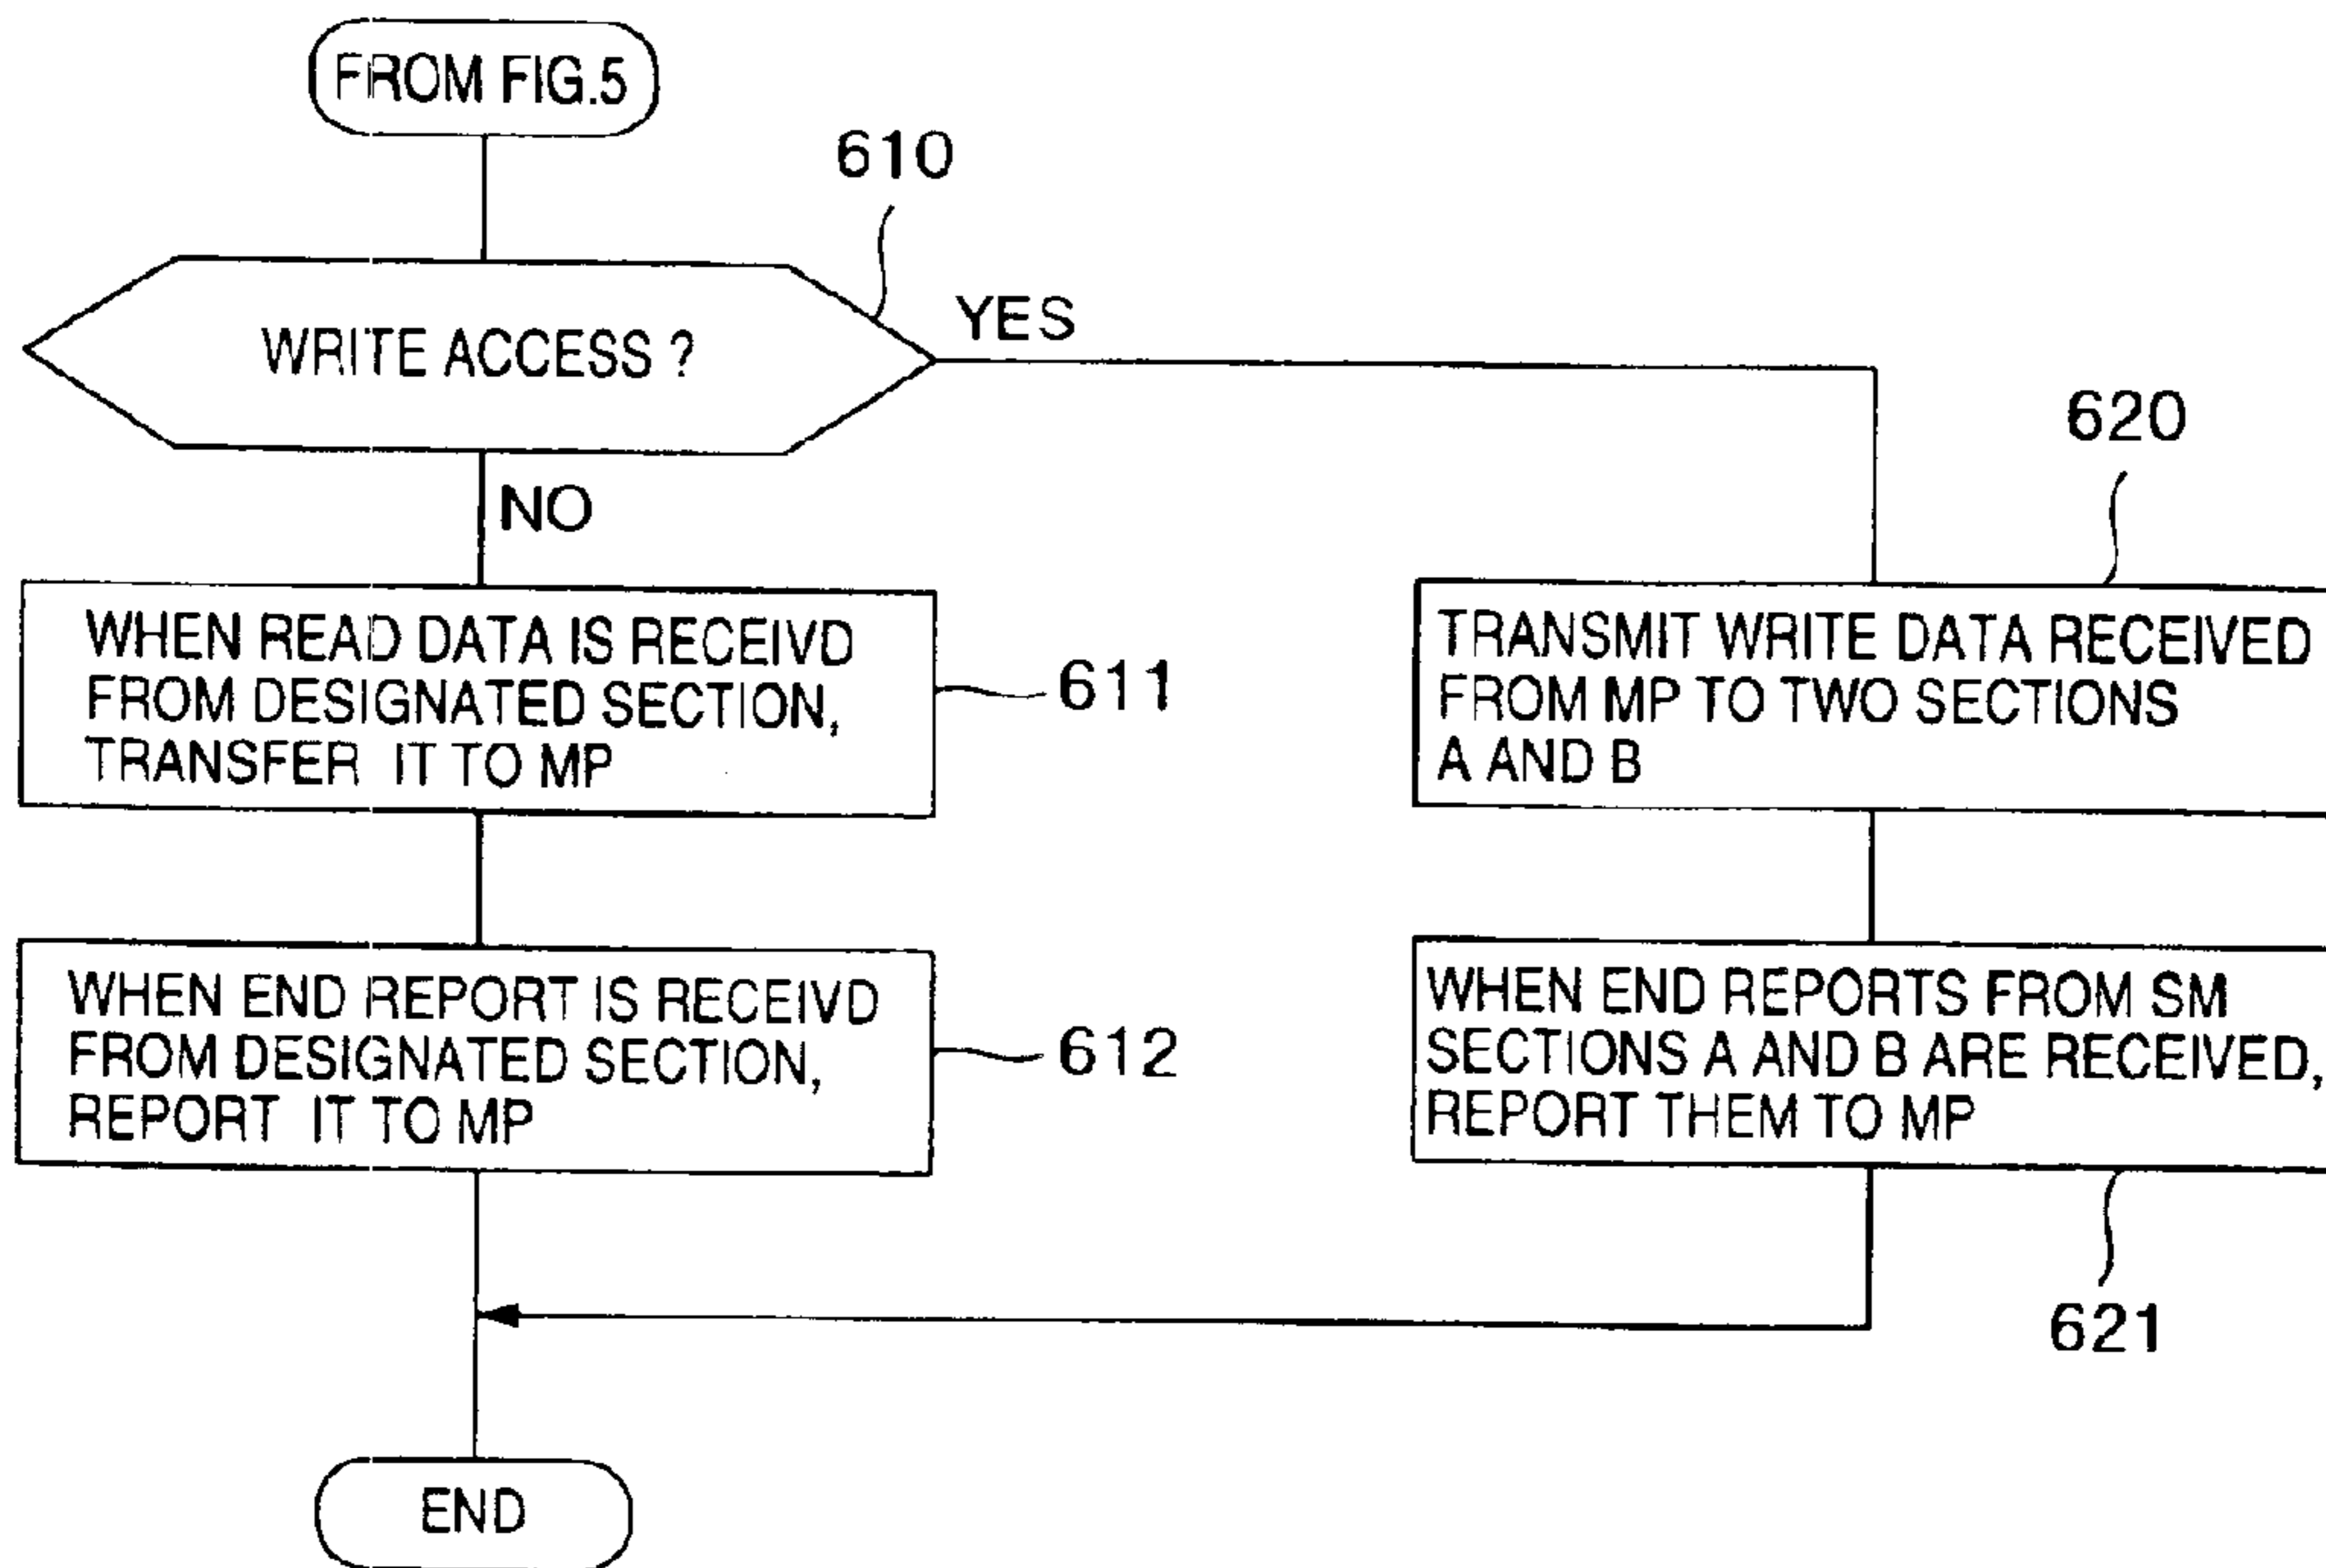 FROM FIG.5
610
WRITE ACCESS ?
YES
NO
620
WHEN READ DATA IS RECEIVD
FROM DESIGNATED SECTION,
TRANSFER IT TO MP
611
TRANSMIT WRITE DATA RECEIVED
FROM MP TO TWO SECTIONS
A AND B
WHEN END REPORT IS RECEIVD
FROM DESIGNATED SECTION,
REPORT IT TO MP
612
WHEN END REPORTS FROM SM
SECTIONS A AND B ARE RECEIVED,
REPORT THEM TO MP
621
END